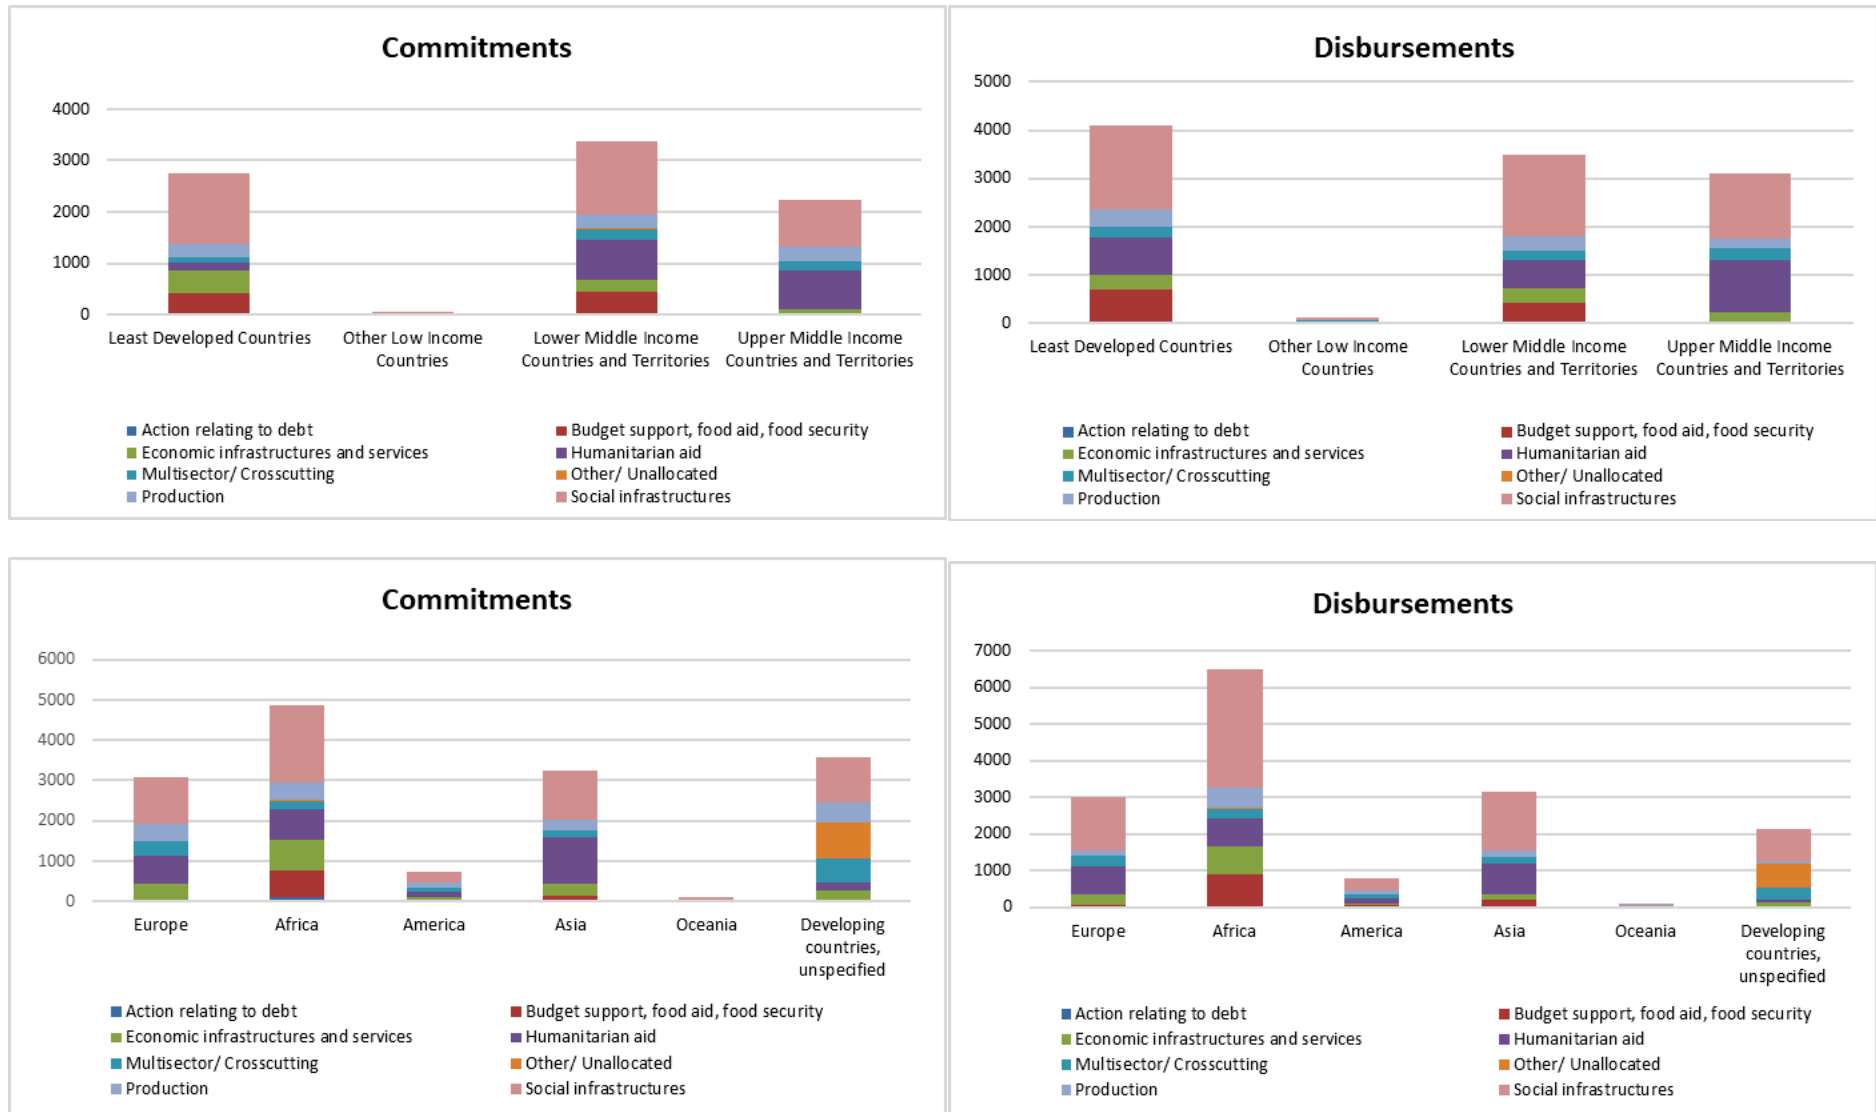 Commitments
4000
3000
2000
1000
0
Least Developed Countries
Other Low Income
Countries
Lower Middle Income
Countries and Territories
Upper Middle Income
Countries and Territories
Action relating to debt
Budget support, food aid, food security
Economic infrastructures and services
Humanitarian aid
Multisector/ Crosscutting
Other/ Unallocated
Production
Social infrastructures
Disbursements
5000
4000
3000
2000
1000
0
Least Developed Countries
Other Low Income
Countries
Lower Middle Income
Countries and Territories
Upper Middle Income
Countries and Territories
Action relating to debt
Budget support, food aid, food security
Economic infrastructures and services
Humanitarian aid
Multisector/ Crosscutting
Other/ Unallocated
Production
Social infrastructures
Commitments
6000
5000
4000
3000
2000
1000
0
Europe
Africa
America
Asia
Oceania
Developing
countries,
unspecified
Action relating to debt
Budget support, food aid, food security
Economic infrastructures and services
Humanitarian aid
Multisector/ Crosscutting
Other/ Unallocated
Production
Social infrastructures
Disbursements
7000
6000
5000
4000
3000
2000
1000
0
Europe
Africa
America
Asia
Oceania
Developing
countries,
unspecified
Action relating to debt
Budget support, food aid, food security
Economic infrastructures and services
Humanitarian aid
Multisector/ Crosscutting
Other/ Unallocated
Production
Social infrastructures